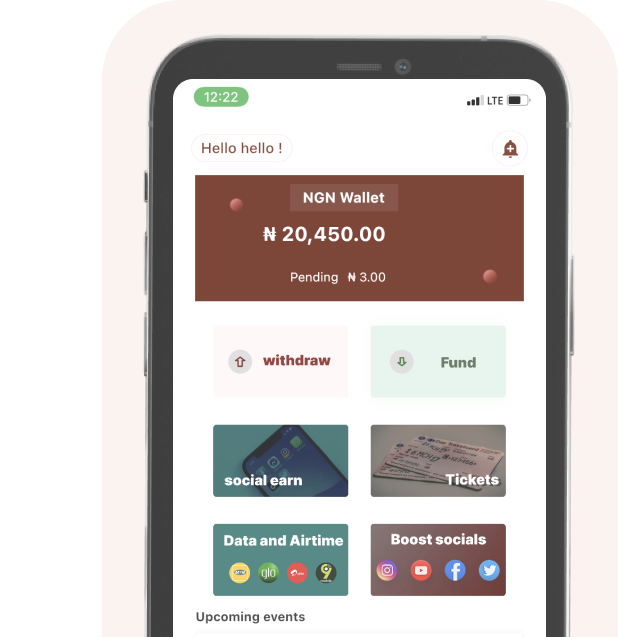 12:22
LTE
Hello hello !
NGN Wallet
₦ 20,450.00
Pending ₦ 3.00
withdraw
Fund
social earn
Tickets
Data and Airtime
Boost socials
glo
Upcoming events